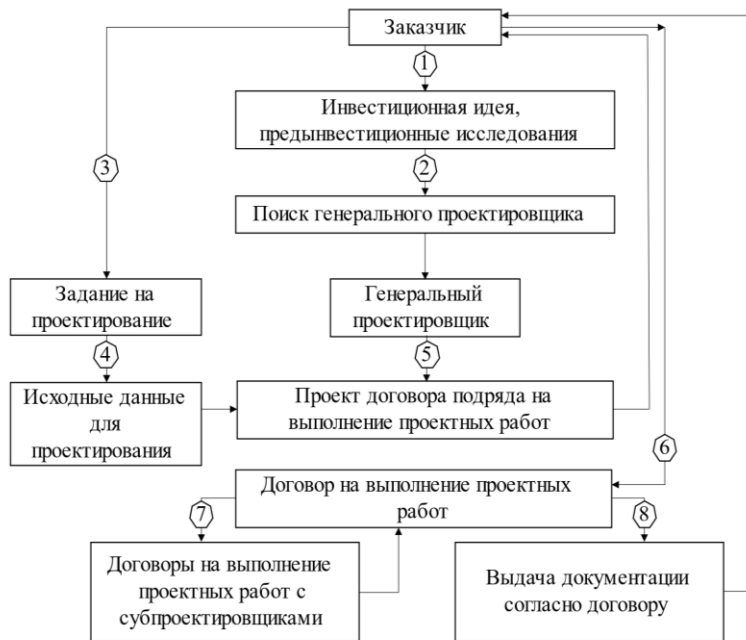 Заказчик
1
Инвестиционная идея,
предынвестиционные исследования
3
2
Поиск генерального проектировщика
Задание на
проектирование
Генеральный
проектировщик
4
5
Исходные данные
для
проектирования
Проект договора подряда на
выполнение проектных работ
6
Договор на выполнение проектных
работ
7
8
Договоры на выполнение
проектных работ с
субпроектировщиками
Выдача документации
согласно договору